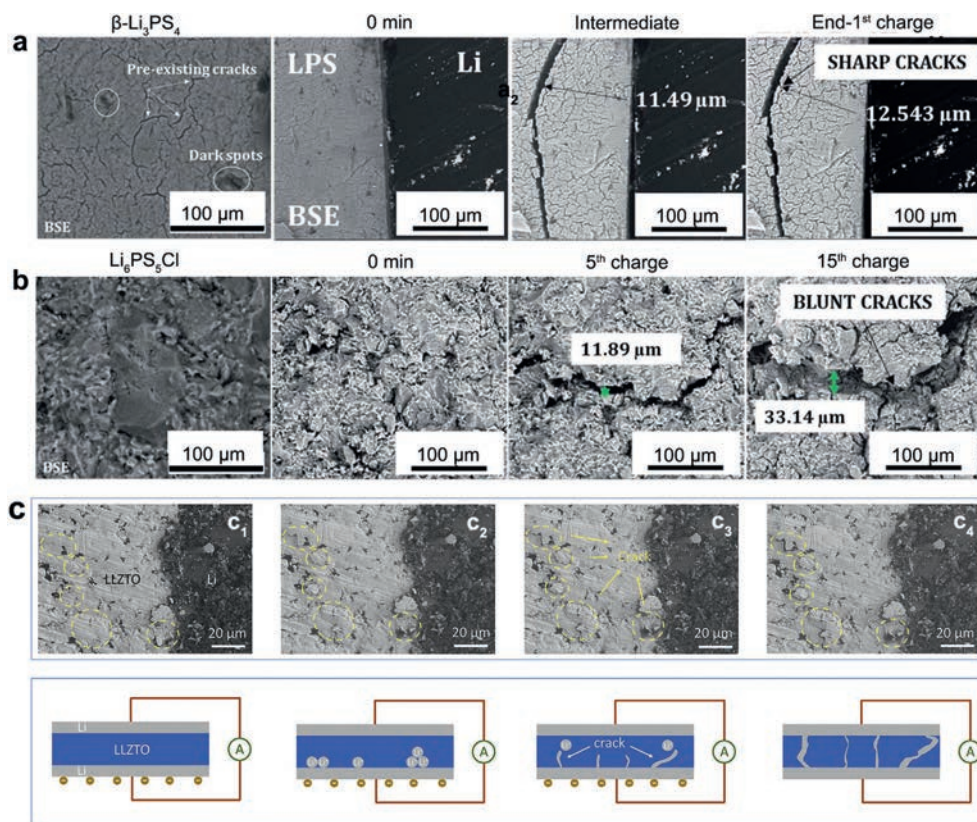 a
β-Li₃PS₄
0 min
Intermediate
End-1st charge
Pre-existing cracks
Dark spots
BSE
100 µm
LPS
Li
BSE
100 µm
a₂
11.49 µm
100 µm
SHARP CRACKS
12.543 µm
100 µm
b
Li₆PS₅Cl
0 min
5th charge
15th charge
BSE
100 µm
100 µm
11.89 µm
100 µm
BLUNT CRACKS
33.14 µm
100 µm
c
C₁
LLZTO
Li
20 µm
C₂
20 µm
C₃
Crack
20 µm
C₄
20 µm
Li
LLZTO
Li
A
A
crack
A
A